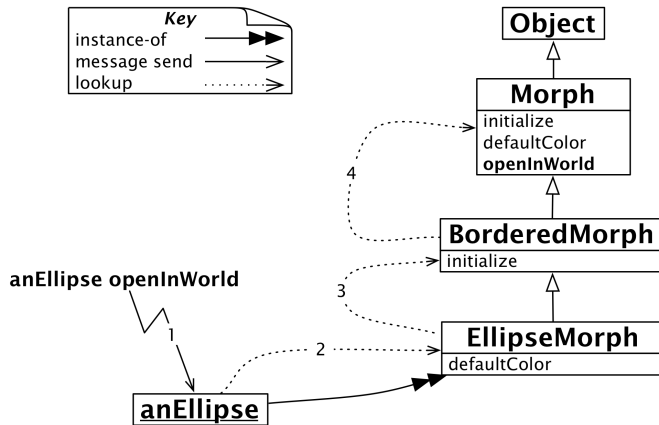 Key
instance-of
message send
lookup
Object
Morph
initialize
defaultColor
openInWorld
4
BorderedMorph
initialize
anEllipse openInWorld
3
1
2
EllipseMorph
defaultColor
anEllipse